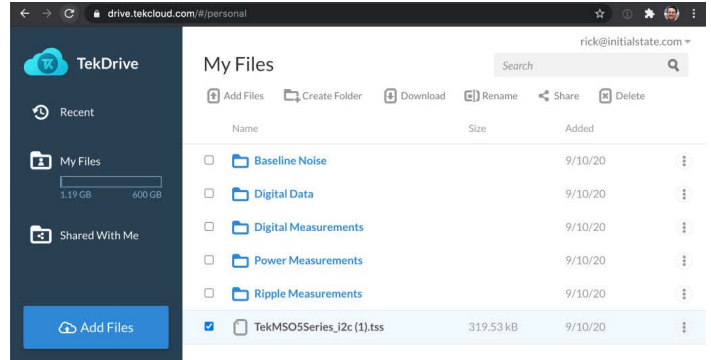 drive.tekcloud.com/#/personal
rick@initialstate.com
TekDrive
My Files
Search
Add Files Create Folder Download Rename Share Delete
Recent
Name Size Added
My Files
1.19 GB 600 GB
Shared With Me
Add Files
Baseline Noise 9/10/20
Digital Data 9/10/20
Digital Measurements 9/10/20
Power Measurements 9/10/20
Ripple Measurements 9/10/20
TekMSO5Series_i2c (1).tss 319.53 kB 9/10/20